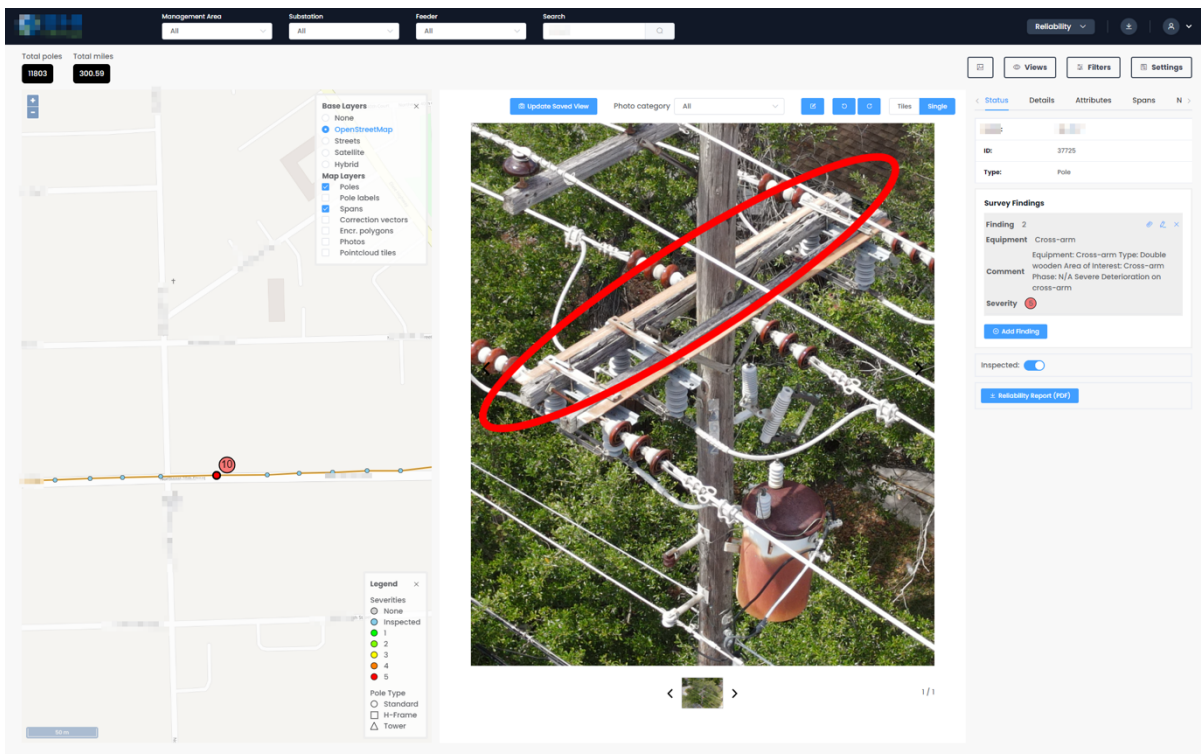 Management Area
Substation
Feeder
Search
All
All
All
Reliability
Total poles
Total miles
11803
300.59
Views
Filters
Settings
Base Layers
None
OpenStreetMap
Streets
Satellite
Hybrid
Map Layers
Poles
Pole labels
Spans
Correction vectors
Encr. polygons
Photos
Pointcloud tiles
10
Legend
Severities
None
Inspected
1
2
3
4
5
Pole Type
Standard
H-Frame
Tower
50 m
Update Saved View
Photo category
All
Tiles
Single
1 / 1
Status
Details
Attributes
Spans
N
ID:
37725
Type:
Pole
Survey Findings
Finding 2
Equipment Cross-arm
Comment
Equipment: Cross-arm Type: Double
wooden Area of Interest: Cross-arm
Phase: N/A Severe Deterioration on
cross-arm
Severity 5
Add Finding
Inspected:
Reliability Report (PDF)